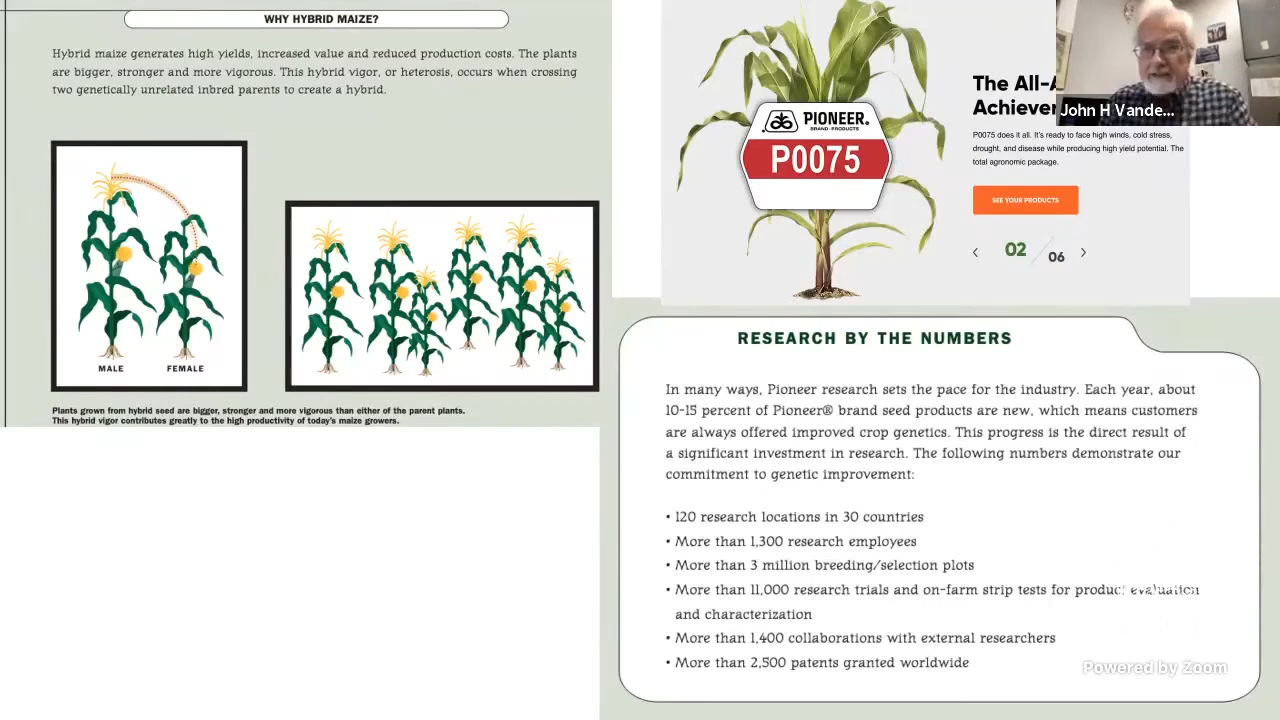 WHY HYBRID MAIZE?
Hybrid maize generates high yields, increased value and reduced production costs. The plants
are bigger, stronger and more vigorous. This hybrid vigor, or heterosis, occurs when crossing
two genetically unrelated inbred parents to create a hybrid.
MALE
FEMALE
Plants grown from hybrid seed are bigger, stronger and more vigorous than either of the parent plants.
This hybrid vigor contributes greatly to the high productivity of today's maize growers.
PIONEER.
BRAND · PRODUCTS
P0075
The All-A
Achiever
P0075 does it all. It's ready to face high winds, cold stress,
drought, and disease while producing high yield potential. The
total agronomic package.
SEE YOUR PRODUCTS
02
06
John H Vande...
RESEARCH BY THE NUMBERS
In many ways, Pioneer research sets the pace for the industry. Each year, about
10-15 percent of Pioneer® brand seed products are new, which means customers
are always offered improved crop genetics. This progress is the direct result of
a significant investment in research. The following numbers demonstrate our
commitment to genetic improvement:
• 120 research locations in 30 countries
• More than 1,300 research employees
• More than 3 million breeding/selection plots
• More than 11,000 research trials and on-farm strip tests for product evaluation
and characterization
• More than 1,400 collaborations with external researchers
• More than 2,500 patents granted worldwide
Powered by Zoom